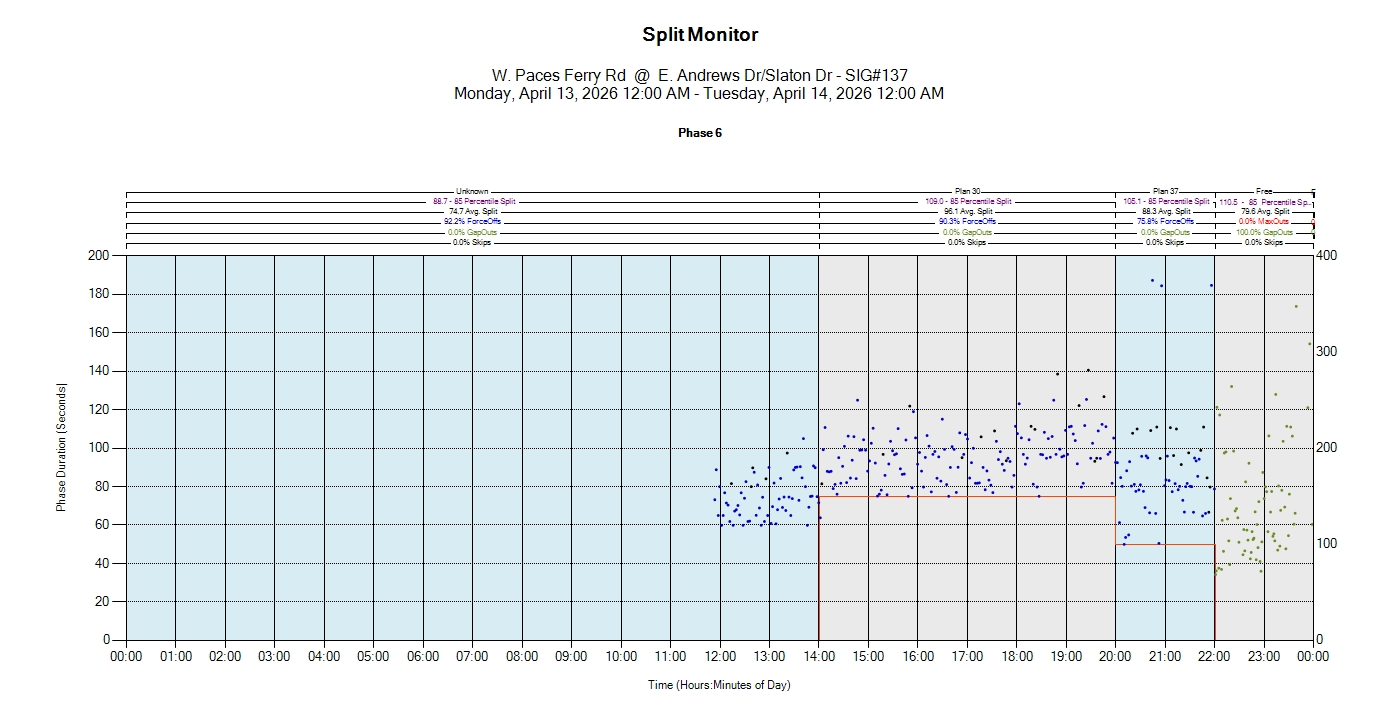 Split Monitor
W. Paces Ferry Rd @ E. Andrews Dr/Slaton Dr - SIG#137
Monday, April 13, 2026 12:00 AM - Tuesday, April 14, 2026 12:00 AM
Phase 6
Unknown Plan 30 Plan 37 Free
88.7 - 85 Percentile Split 109.0 - 85 Percentile Split 105.1 - 85 Percentile Split 110.5 - 85 Percentile Sp...
74.7 Avg. Split 96.1 Avg. Split 88.3 Avg. Split 79.6 Avg. Split
92.2% ForceOffs 90.3% ForceOffs 75.8% ForceOffs 0.0% MaxOuts
0.0% GapOuts 0.0% GapOuts 0.0% GapOuts 100.0% GapOuts
0.0% Skips 0.0% Skips 0.0% Skips 0.0% Skips
200 400
180
160
300
140
120
100 200
80
60
100
40
20
0 0
Phase Duration (Seconds)
00:00 01:00 02:00 03:00 04:00 05:00 06:00 07:00 08:00 09:00 10:00 11:00 12:00 13:00 14:00 15:00 16:00 17:00 18:00 19:00 20:00 21:00 22:00 23:00 00:00
Time (Hours:Minutes of Day)